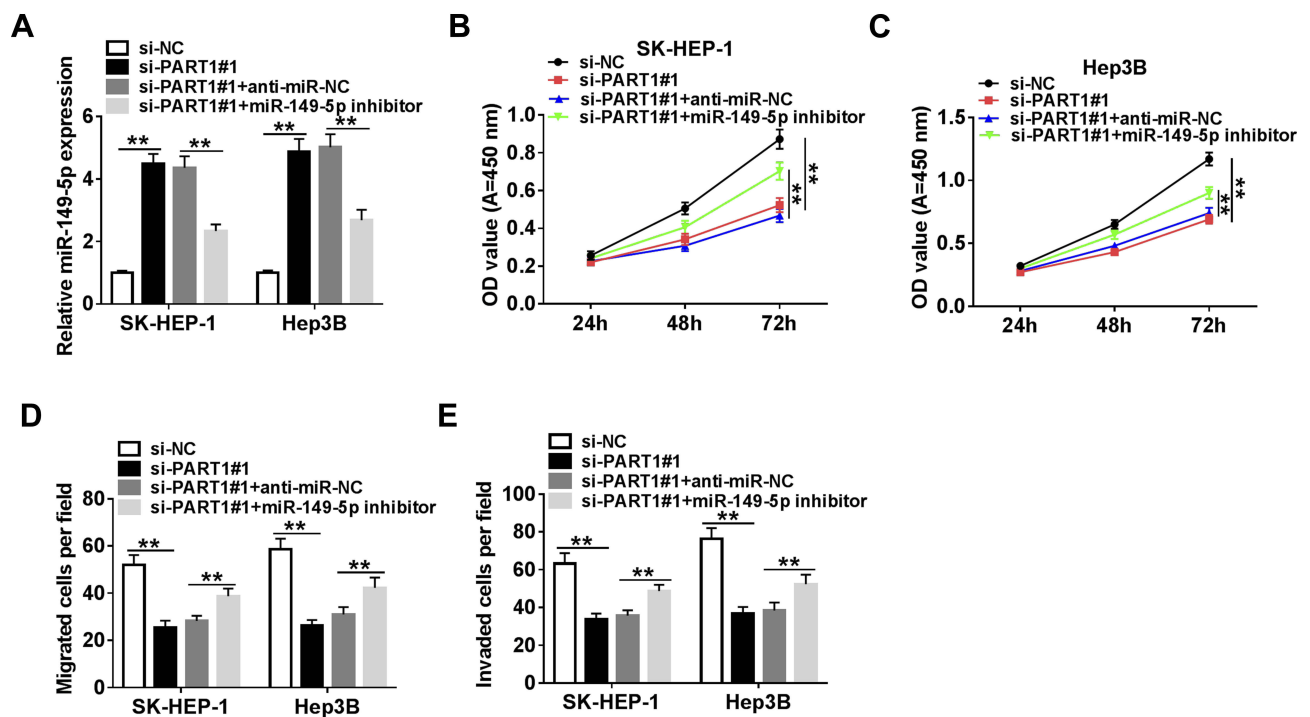 A
si-NC
si-PART1#1
si-PART1#1+anti-miR-NC
si-PART1#1+miR-149-5p inhibitor
Relative miR-149-5p expression
6
4
2
0
** ** ** **
SK-HEP-1 Hep3B
B
SK-HEP-1
si-NC
si-PART1#1
si-PART1#1+anti-miR-NC
si-PART1#1+miR-149-5p inhibitor
OD value (A=450 nm)
1.0
0.8
0.6
0.4
0.2
0.0
** **
24h 48h 72h
C
Hep3B
si-NC
si-PART1#1
si-PART1#1+anti-miR-NC
si-PART1#1+miR-149-5p inhibitor
OD value (A=450 nm)
1.5
1.0
0.5
0.0
** **
24h 48h 72h
D
si-NC
si-PART1#1
si-PART1#1+anti-miR-NC
si-PART1#1+miR-149-5p inhibitor
Migrated cells per field
80
60
40
20
0
** ** ** **
SK-HEP-1 Hep3B
E
si-NC
si-PART1#1
si-PART1#1+anti-miR-NC
si-PART1#1+miR-149-5p inhibitor
Invaded cells per field
100
80
60
40
20
0
** ** ** **
SK-HEP-1 Hep3B